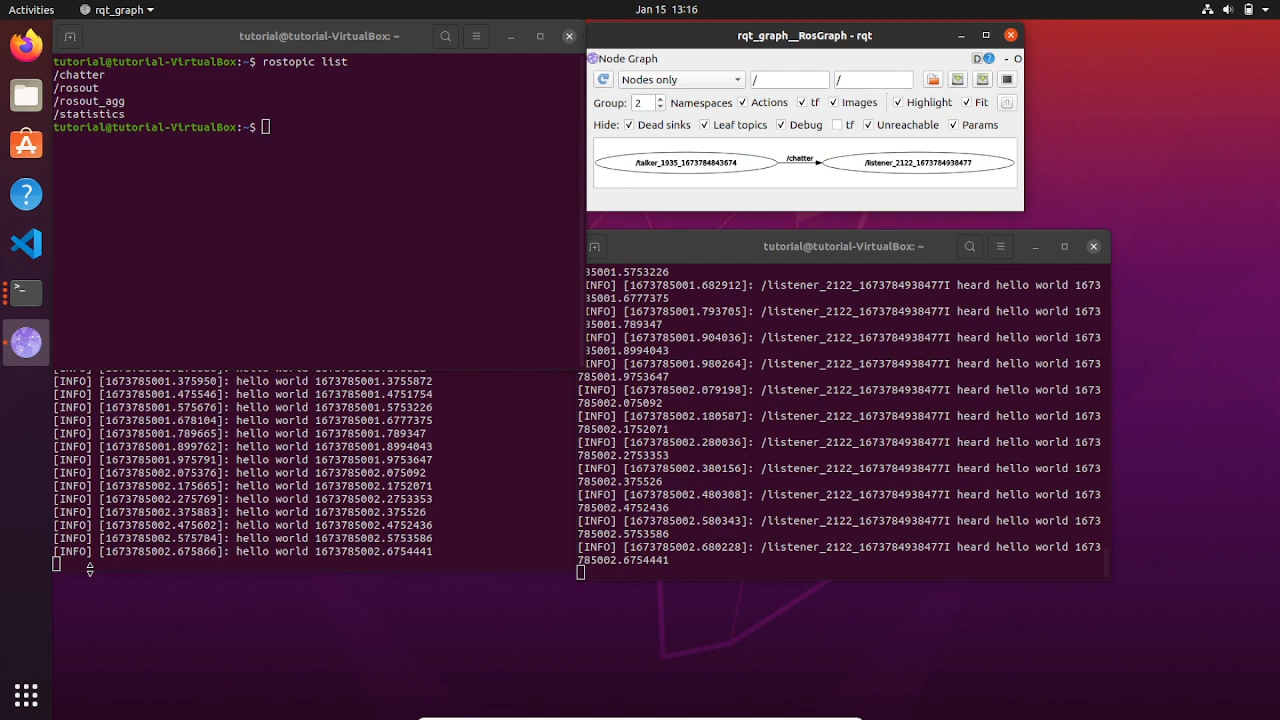 Activities
rqt_graph
Jan 15 13:16
tutorial@tutorial-VirtualBox: ~
tutorial@tutorial-VirtualBox:~$ rostopic list
/chatter
/rosout
/rosout_agg
/statistics
tutorial@tutorial-VirtualBox:~$
rqt_graph__RosGraph - rqt
Node Graph
D
- O
Nodes only
/
/
Group: 2 Namespaces Actions tf Images Highlight Fit
Hide: Dead sinks Leaf topics Debug tf Unreachable Params
/talker_1935_1673784843674
/chatter
/listener_2122_1673784938477
[INFO] [1673785001.375950]: hello world 1673785001.3755872
[INFO] [1673785001.475546]: hello world 1673785001.4751754
[INFO] [1673785001.575676]: hello world 1673785001.5753226
[INFO] [1673785001.678104]: hello world 1673785001.6777375
[INFO] [1673785001.789665]: hello world 1673785001.789347
[INFO] [1673785001.899762]: hello world 1673785001.8994043
[INFO] [1673785001.975791]: hello world 1673785001.9753647
[INFO] [1673785002.075376]: hello world 1673785002.075092
[INFO] [1673785002.175665]: hello world 1673785002.1752071
[INFO] [1673785002.275769]: hello world 1673785002.2753353
[INFO] [1673785002.375883]: hello world 1673785002.375526
[INFO] [1673785002.475602]: hello world 1673785002.4752436
[INFO] [1673785002.575784]: hello world 1673785002.5753586
[INFO] [1673785002.675866]: hello world 1673785002.6754441
tutorial@tutorial-VirtualBox: ~
85001.5753226
INFO] [1673785001.682912]: /listener_2122_1673784938477I heard hello world 1673
85001.6777375
INFO] [1673785001.793705]: /listener_2122_1673784938477I heard hello world 1673
85001.789347
INFO] [1673785001.904036]: /listener_2122_1673784938477I heard hello world 1673
85001.8994043
[INFO] [1673785001.980264]: /listener_2122_1673784938477I heard hello world 1673
785001.9753647
[INFO] [1673785002.079198]: /listener_2122_1673784938477I heard hello world 1673
785002.075092
[INFO] [1673785002.180587]: /listener_2122_1673784938477I heard hello world 1673
785002.1752071
[INFO] [1673785002.280036]: /listener_2122_1673784938477I heard hello world 1673
785002.2753353
[INFO] [1673785002.380156]: /listener_2122_1673784938477I heard hello world 1673
785002.375526
[INFO] [1673785002.480308]: /listener_2122_1673784938477I heard hello world 1673
785002.4752436
[INFO] [1673785002.580343]: /listener_2122_1673784938477I heard hello world 1673
785002.5753586
[INFO] [1673785002.680228]: /listener_2122_1673784938477I heard hello world 1673
785002.6754441